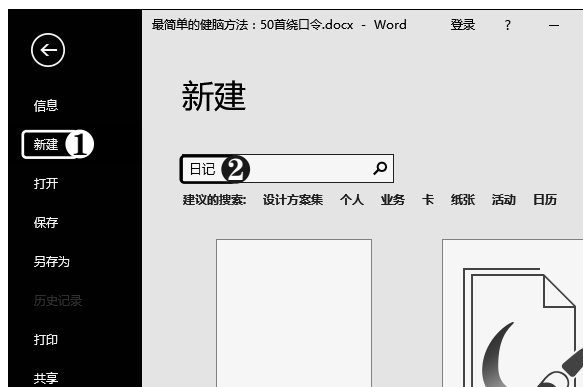 最简单的健脑方法：50首绕口令.docx - Word 登录 ? —
信息
新建 1
打开
保存
另存为
历史记录
打印
共享
新建
日记 2
建议的搜索: 设计方案集 个人 业务 卡 纸张 活动 日历